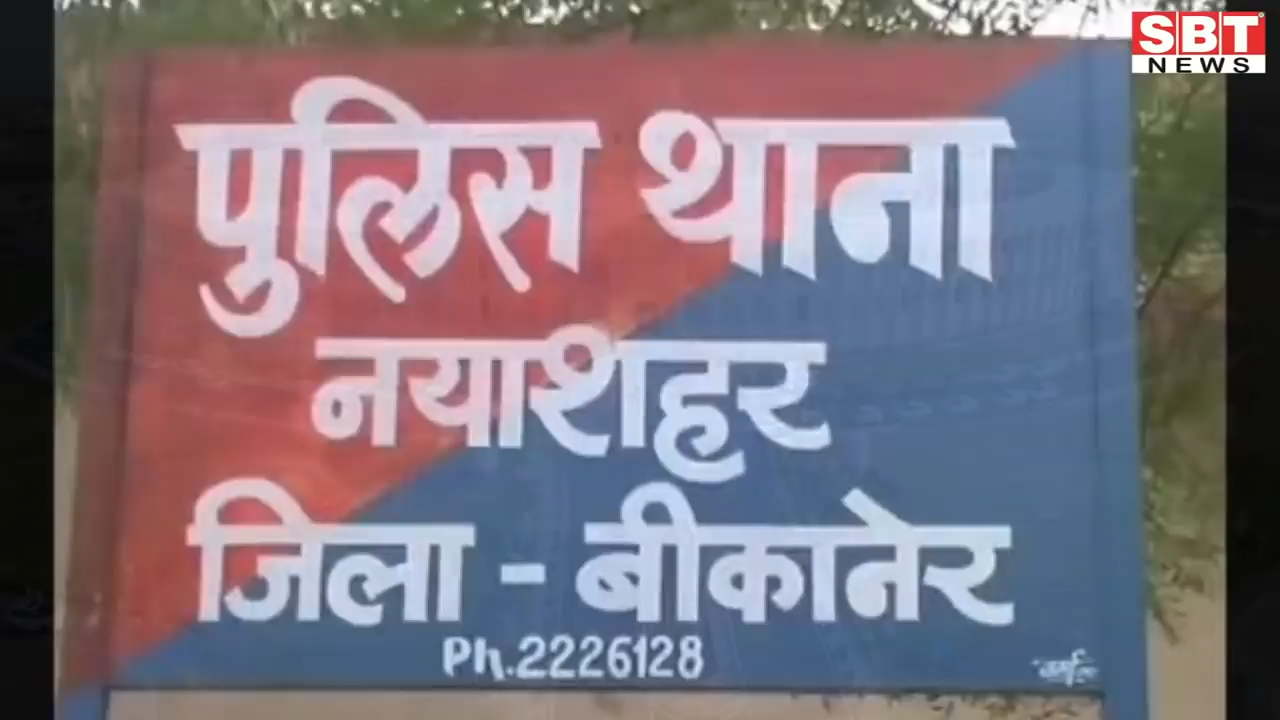 SBT
NEWS
पुलिस थाना
नयाशहर
जिला - बीकानेर
Ph.2226128